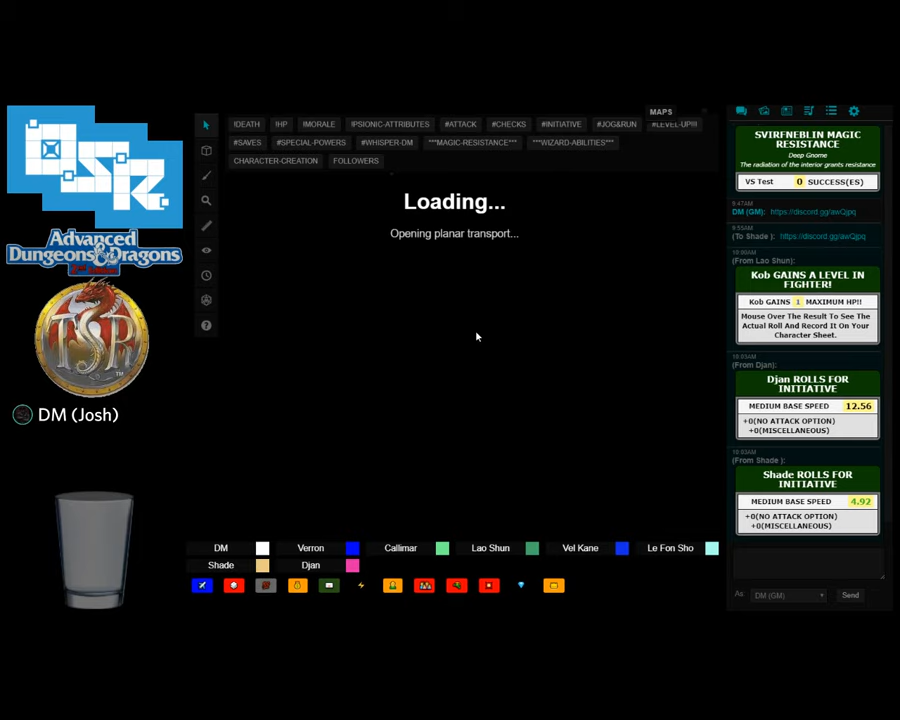 OSR
Advanced
Dungeons & Dragons
2nd Edition
TSR
TM
DM (Josh)
!DEATH !HP !MORALE !PSIONIC-ATTRIBUTES #ATTACK #CHECKS #INITIATIVE #JOG&RUN #LEVEL-UP!!!
MAPS
#SAVES #SPECIAL-POWERS #WHISPER-DM ***MAGIC-RESISTANCE*** ***WIZARD-ABILITIES***
CHARACTER-CREATION FOLLOWERS
Loading...
Opening planar transport...
DM Verron Callimar Lao Shun Vel Kane Le Fon Sho
Shade Djan
SVIRFNEBLIN MAGIC
RESISTANCE
Deep Gnome
The radiation of the interior grants resistance
VS Test 0 SUCCESS(ES)
9:47AM
DM (GM): https://discord.gg/awQjpq
9:55AM
(To Shade ): https://discord.gg/awQjpq
(From Lao Shun):
Kob GAINS A LEVEL IN
FIGHTER!
Kob GAINS 1 MAXIMUM HP!!
Mouse Over The Result To See The
Actual Roll And Record It On Your
Character Sheet.
10:03AM
(From Djan):
Djan ROLLS FOR
INITIATIVE
MEDIUM BASE SPEED 12.56
+0(NO ATTACK OPTION)
+0(MISCELLANEOUS)
10:03AM
(From Shade ):
Shade ROLLS FOR
INITIATIVE
MEDIUM BASE SPEED 4.92
+0(NO ATTACK OPTION)
+0(MISCELLANEOUS)
As DM (GM) Send